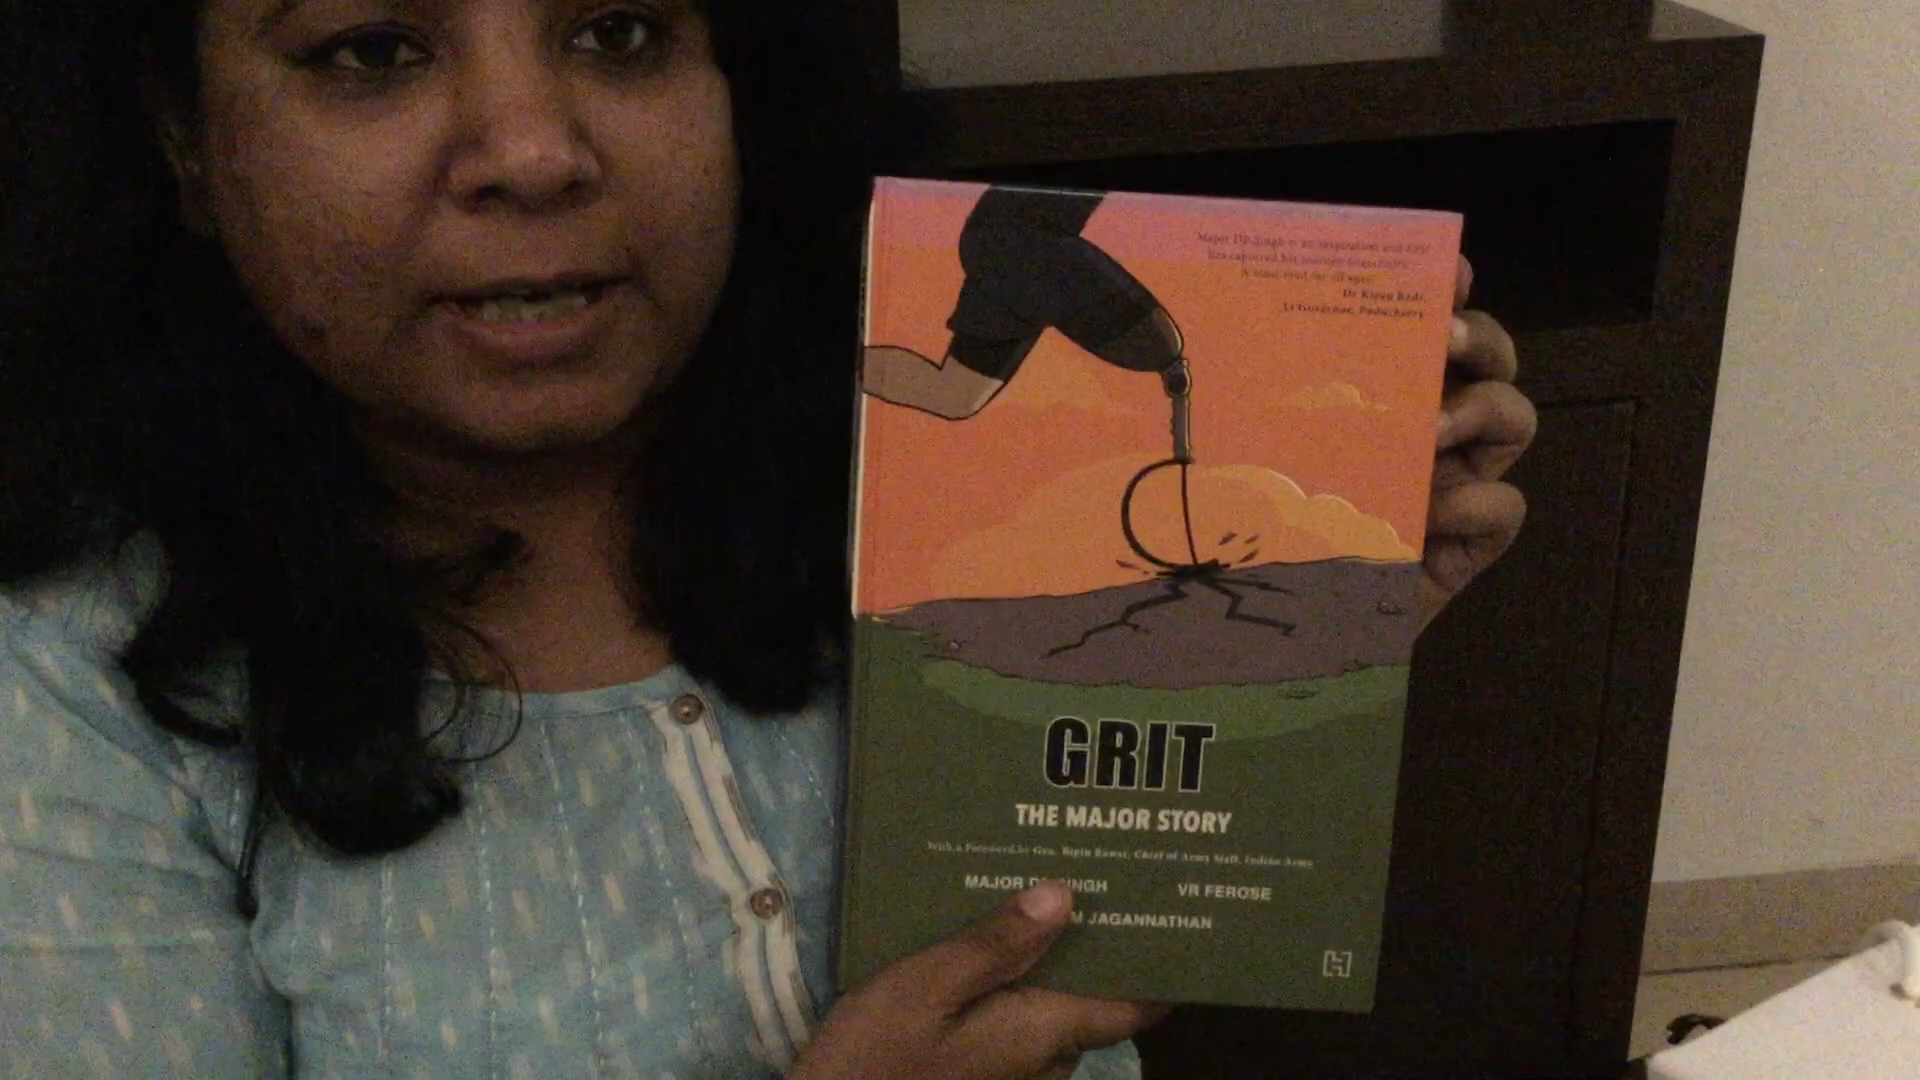 Major DP Singh is an inspiration and Grit
has captured his journey beautifully.
A must read for all ages.
Dr Kiran Bedi,
Lt Governor, Puducherry
GRIT
THE MAJOR STORY
With a Foreword by Gen. Bipin Rawat, Chief of Army Staff, Indian Army
MAJOR SINGH VR FEROSE
JAGANNATHAN